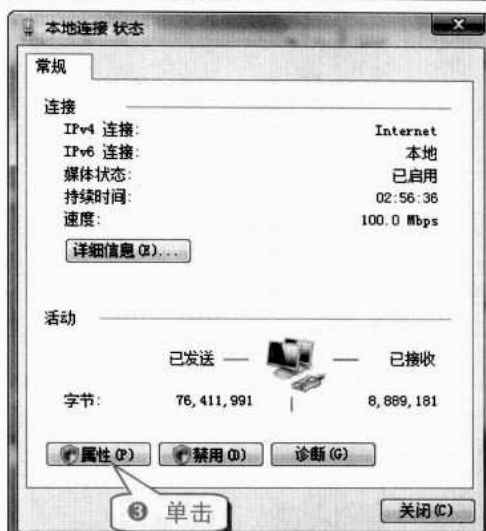 本地连接 状态
常规
连接
IPv4 连接: Internet
IPv6 连接: 本地
媒体状态: 已启用
持续时间: 02:56:36
速度: 100.0 Mbps
详细信息(E)...
活动
已发送 已接收
字节: 76,411,991 8,889,181
属性(P) 禁用(D) 诊断(G)
❸ 单击
关闭(C)